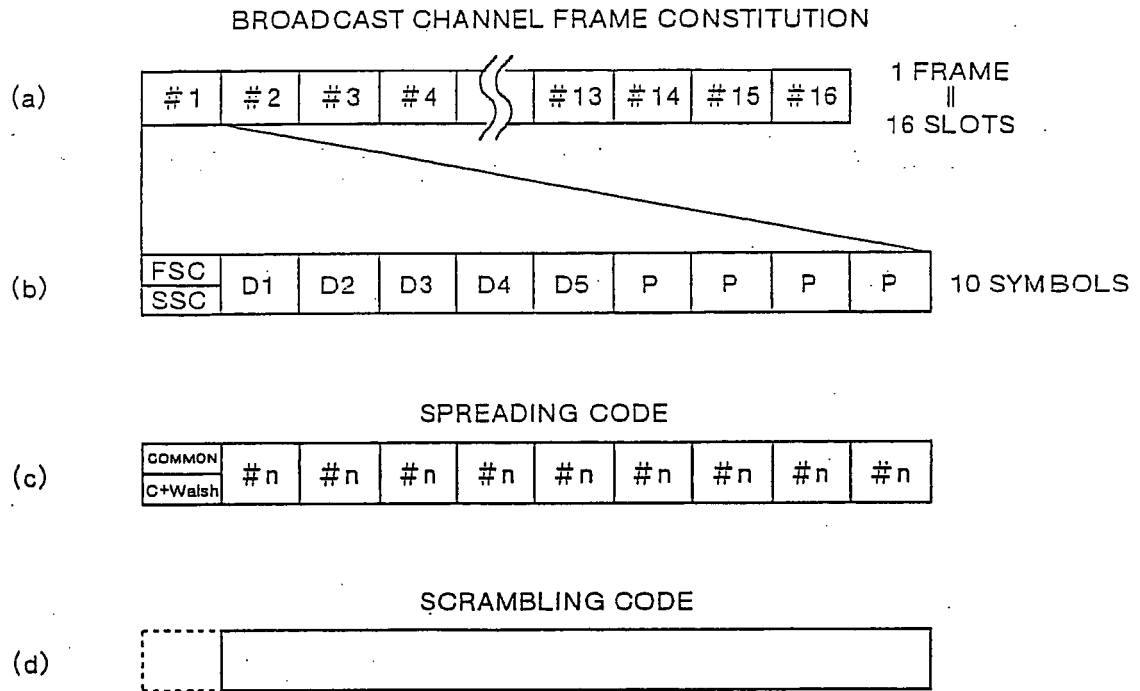 BROADCAST CHANNEL FRAME CONSTITUTION
(a) #1 #2 #3 #4 #13 #14 #15 #16 1 FRAME
||
16 SLOTS
(b) FSC SSC D1 D2 D3 D4 D5 P P P P 10 SYMBOLS
SPREADING CODE
(c) COMMON C+Walsh #n #n #n #n #n #n #n #n #n
SCRAMBLING CODE
(d)